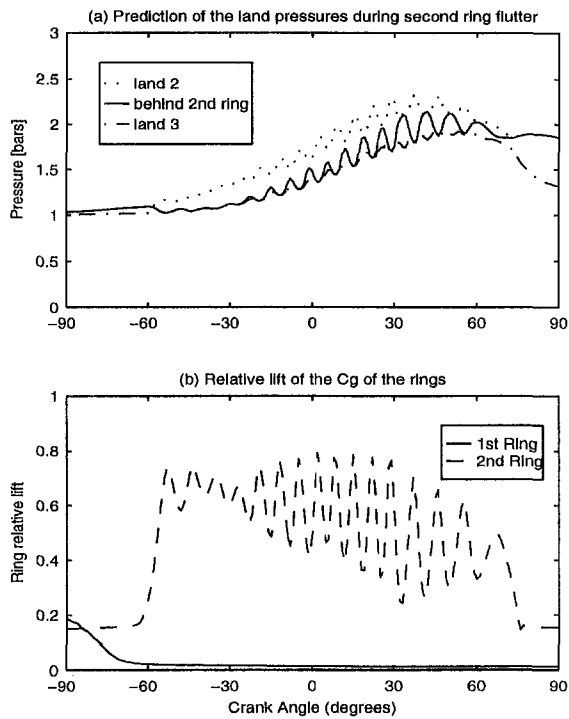 (a) Prediction of the land pressures during second ring flutter
3
2.5
2
1.5
1
0.5
0
Pressure [bars]
land 2
behind 2nd ring
land 3
−90
−60
−30
0
30
60
90
(b) Relative lift of the Cg of the rings
1
0.8
0.6
0.4
0.2
0
Ring relative lift
1st Ring
2nd Ring
−90
−60
−30
0
30
60
90
Crank Angle (degrees)